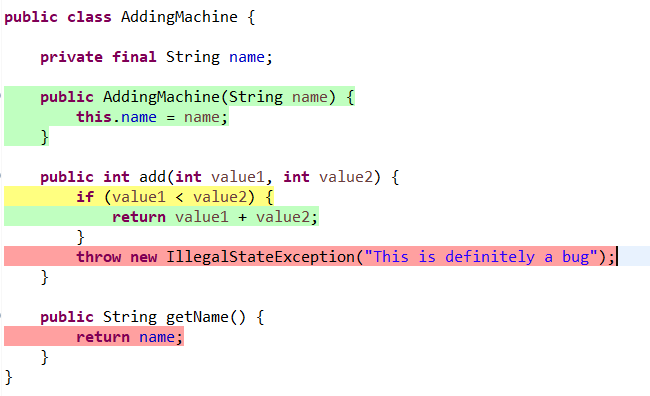 public class AddingMachine {
private final String name;
public AddingMachine(String name) {
this.name = name;
}
public int add(int value1, int value2) {
if (value1 < value2) {
return value1 + value2;
}
throw new IllegalStateException("This is definitely a bug");
}
public String getName() {
return name;
}
}